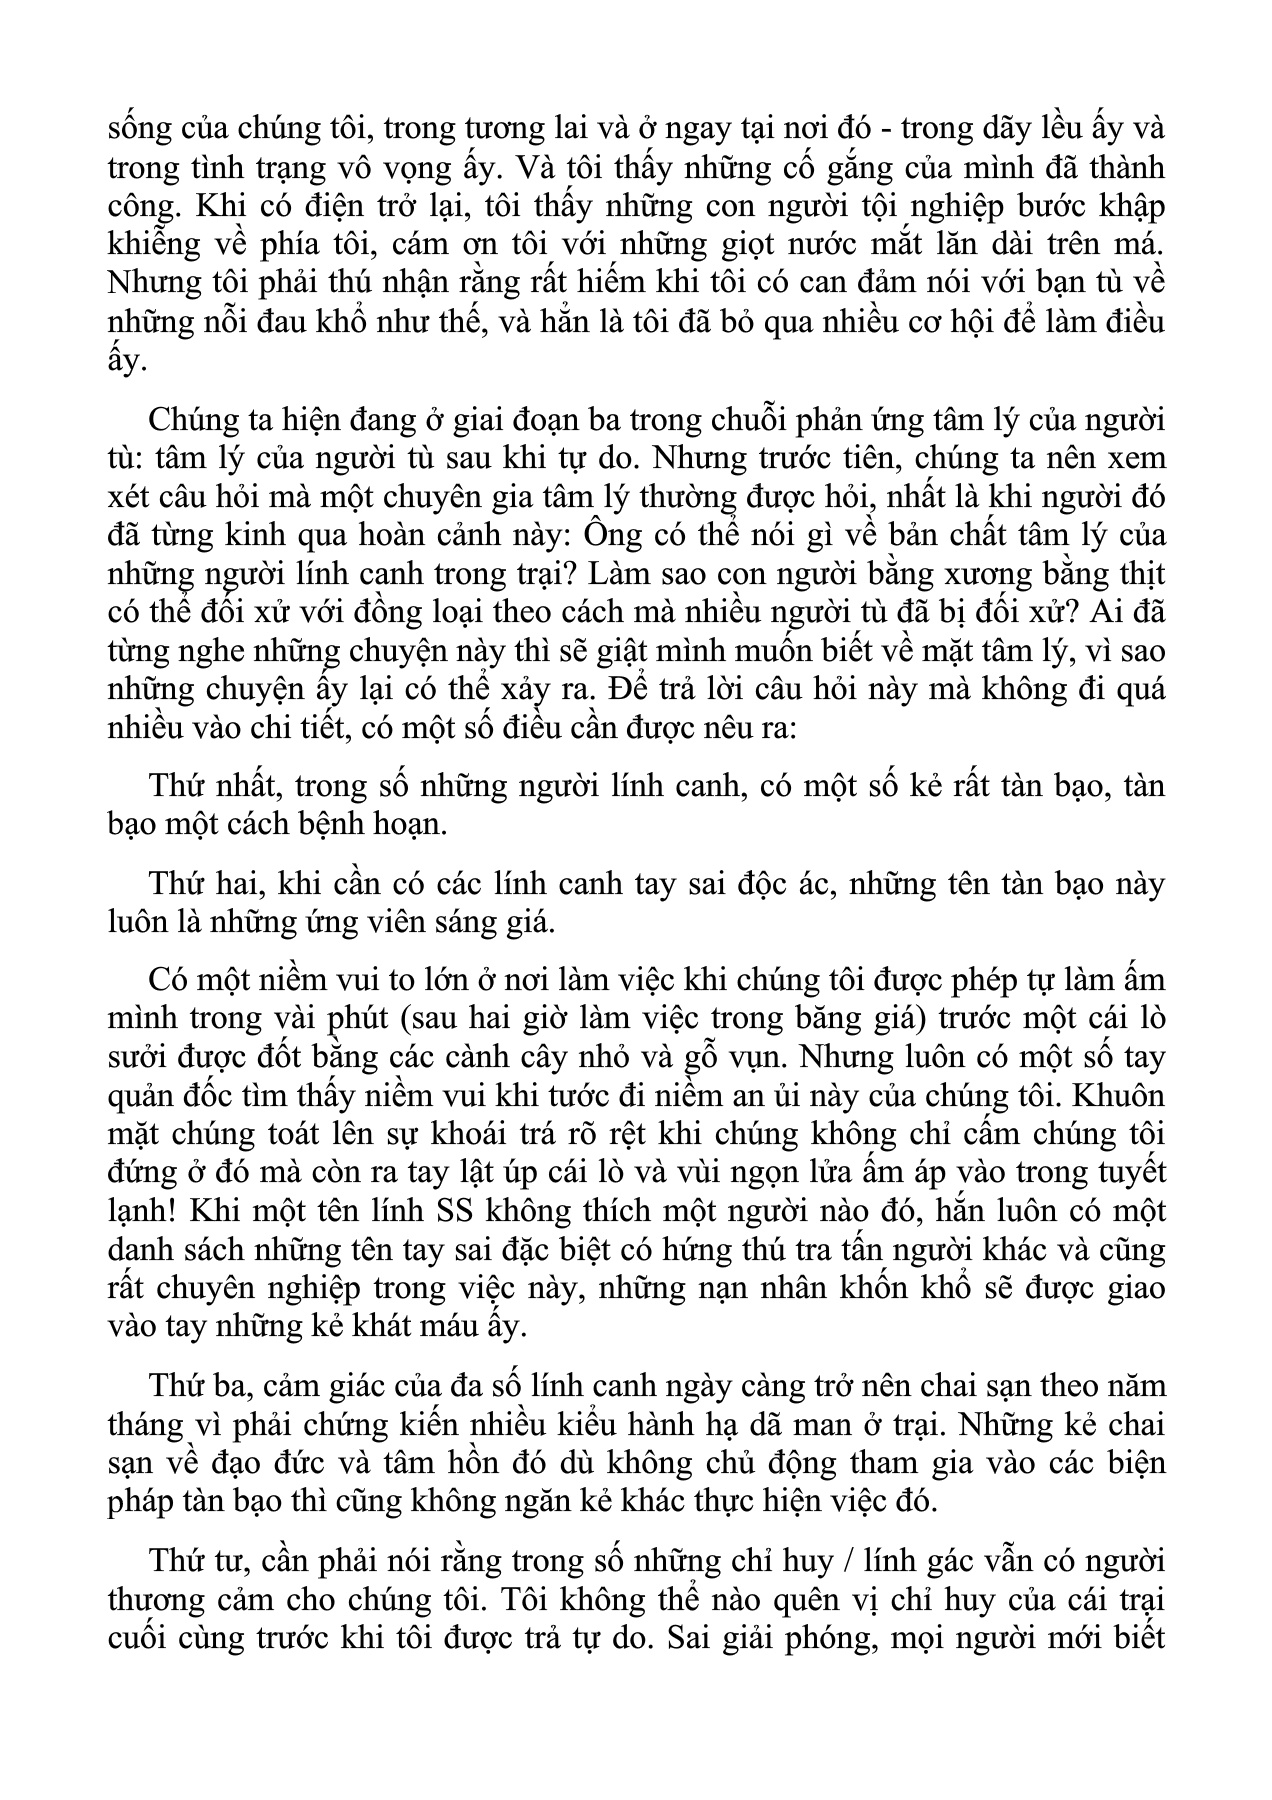 sống của chúng tôi, trong tương lai và ở ngay tại nơi đó - trong dãy lều ấy và
trong tình trạng vô vọng ấy. Và tôi thấy những cố gắng của mình đã thành
công. Khi có điện trở lại, tôi thấy những con người tội nghiệp bước khập
khiễng về phía tôi, cám ơn tôi với những giọt nước mắt lăn dài trên má.
Nhưng tôi phải thú nhận rằng rất hiếm khi tôi có can đảm nói với bạn tù về
những nỗi đau khổ như thế, và hẳn là tôi đã bỏ qua nhiều cơ hội để làm điều
ấy.
Chúng ta hiện đang ở giai đoạn ba trong chuỗi phản ứng tâm lý của người
tù: tâm lý của người tù sau khi tự do. Nhưng trước tiên, chúng ta nên xem
xét câu hỏi mà một chuyên gia tâm lý thường được hỏi, nhất là khi người đó
đã từng kinh qua hoàn cảnh này: Ông có thể nói gì về bản chất tâm lý của
những người lính canh trong trại? Làm sao con người bằng xương bằng thịt
có thể đối xử với đồng loại theo cách mà nhiều người tù đã bị đối xử? Ai đã
từng nghe những chuyện này thì sẽ giật mình muốn biết về mặt tâm lý, vì sao
những chuyện ấy lại có thể xảy ra. Để trả lời câu hỏi này mà không đi quá
nhiều vào chi tiết, có một số điều cần được nêu ra:
Thứ nhất, trong số những người lính canh, có một số kẻ rất tàn bạo, tàn
bạo một cách bệnh hoạn.
Thứ hai, khi cần có các lính canh tay sai độc ác, những tên tàn bạo này
luôn là những ứng viên sáng giá.
Có một niềm vui to lớn ở nơi làm việc khi chúng tôi được phép tự làm ấm
mình trong vài phút (sau hai giờ làm việc trong băng giá) trước một cái lò
sưởi được đốt bằng các cành cây nhỏ và gỗ vụn. Nhưng luôn có một số tay
quản đốc tìm thấy niềm vui khi tước đi niềm an ủi này của chúng tôi. Khuôn
mặt chúng toát lên sự khoái trá rõ rệt khi chúng không chỉ cấm chúng tôi
đứng ở đó mà còn ra tay lật úp cái lò và vùi ngọn lửa ấm áp vào trong tuyết
lạnh! Khi một tên lính SS không thích một người nào đó, hắn luôn có một
danh sách những tên tay sai đặc biệt có hứng thú tra tấn người khác và cũng
rất chuyên nghiệp trong việc này, những nạn nhân khốn khổ sẽ được giao
vào tay những kẻ khát máu ấy.
Thứ ba, cảm giác của đa số lính canh ngày càng trở nên chai sạn theo năm
tháng vì phải chứng kiến nhiều kiểu hành hạ dã man ở trại. Những kẻ chai
sạn về đạo đức và tâm hồn đó dù không chủ động tham gia vào các biện
pháp tàn bạo thì cũng không ngăn kẻ khác thực hiện việc đó.
Thứ tư, cần phải nói rằng trong số những chỉ huy / lính gác vẫn có người
thương cảm cho chúng tôi. Tôi không thể nào quên vị chỉ huy của cái trại
cuối cùng trước khi tôi được trả tự do. Sai giải phóng, mọi người mới biết